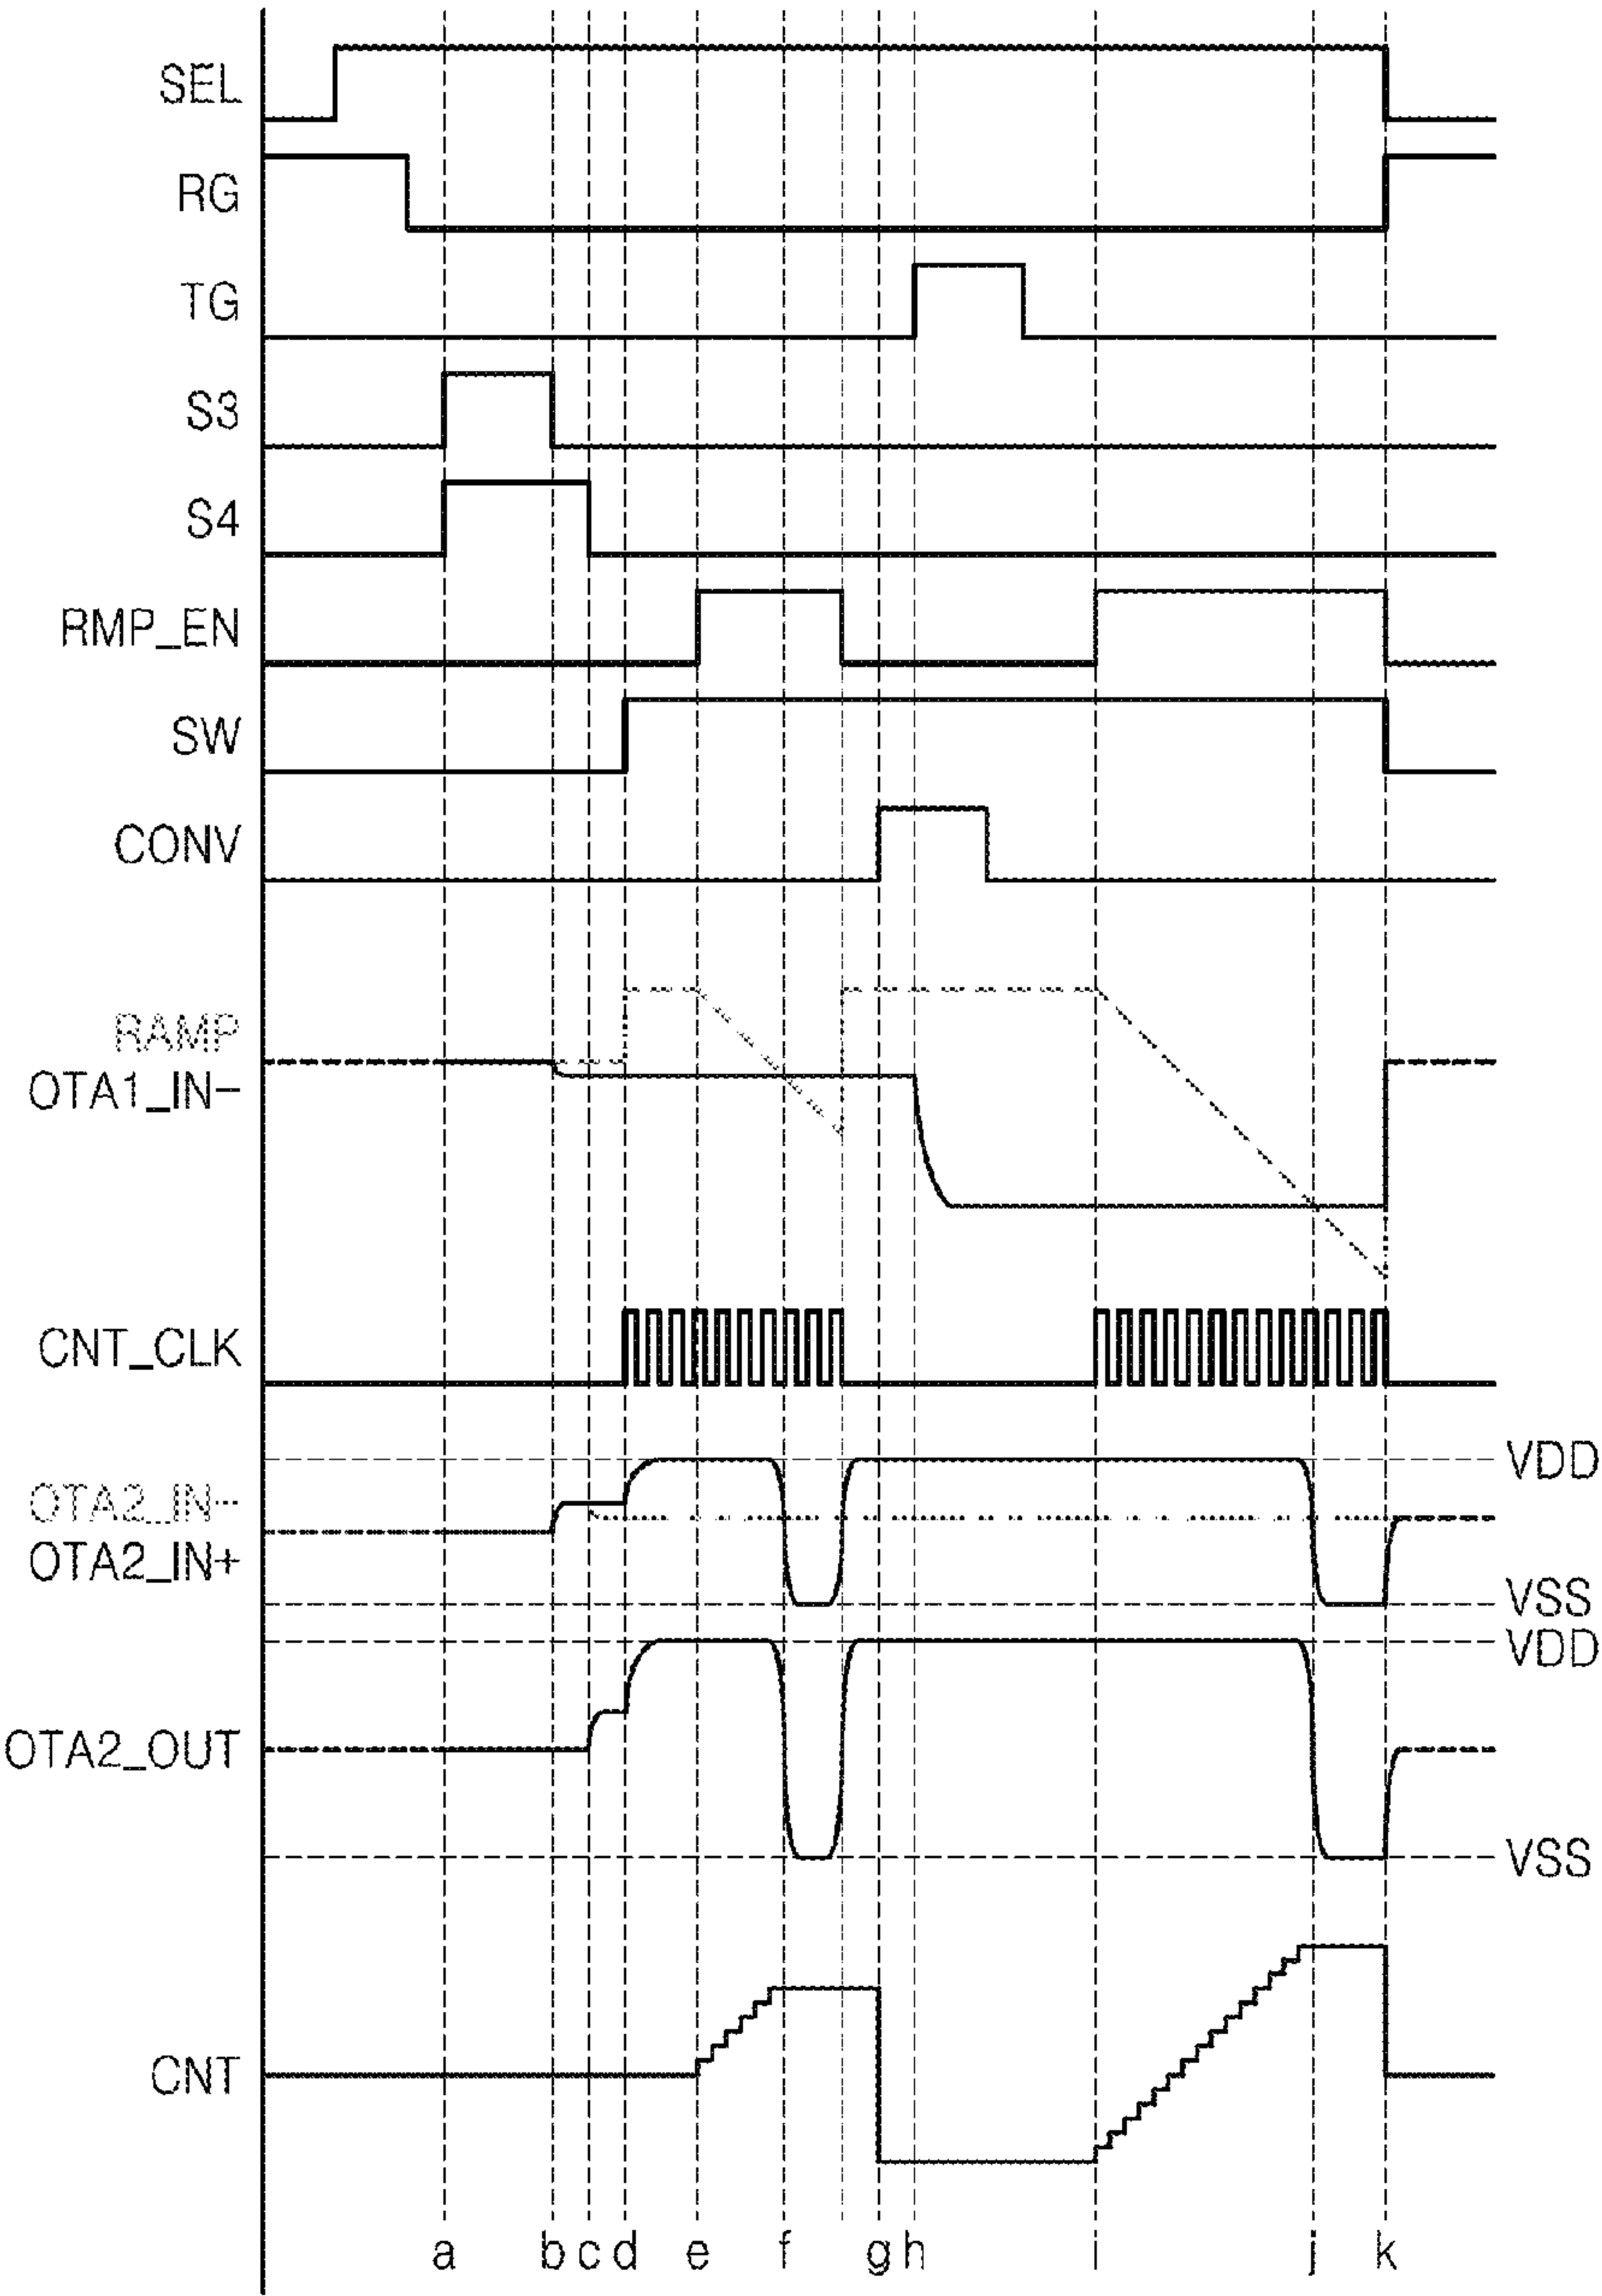 SEL
RG
TG
S3
S4
RMP_EN
SW
CONV
RAMP
OTA1_IN-
CNT_CLK
VDD
OTA2_IN-
OTA2_IN+
VSS
VDD
OTA2_OUT
VSS
CNT
a b c d e f g h i j k